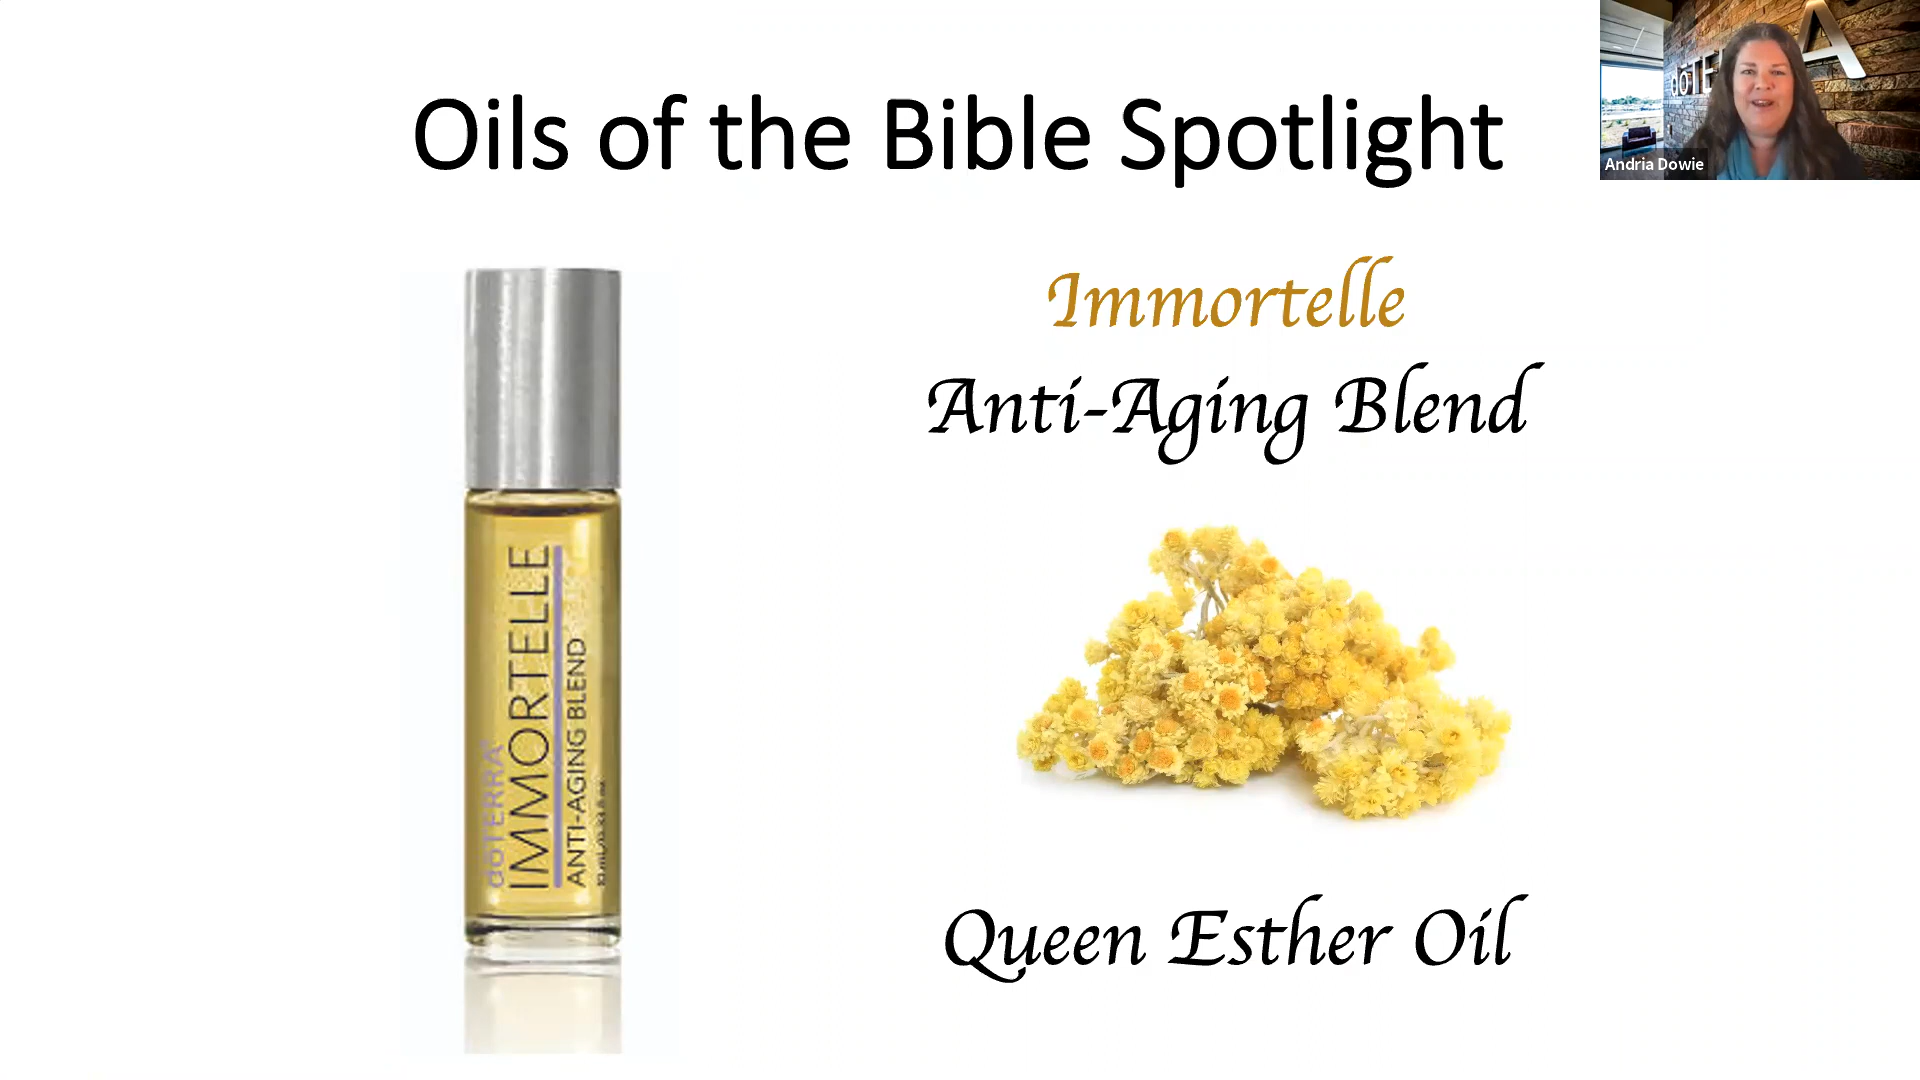 Oils of the Bible Spotlight
Andria Dowie
Immortelle
Anti-Aging Blend
dōTERRA
IMMORTELLE
ANTI-AGING BLEND
Queen Esther Oil